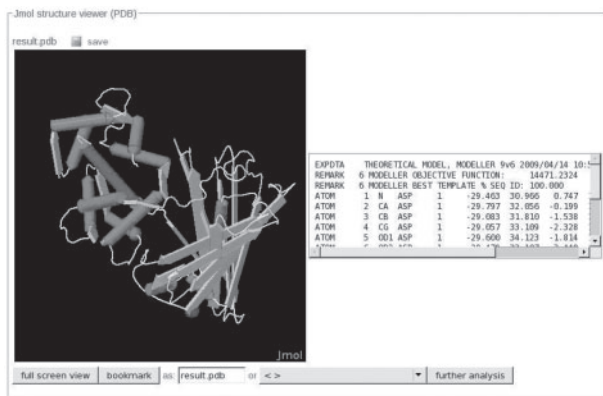 Jmol structure viewer (PDB)
result.pdb save
EXPDTA THEORETICAL MODEL, MODELLER 9v6 2009/04/14 10:
REMARK 6 MODELLER OBJECTIVE FUNCTION: 14471.2324
REMARK 6 MODELLER BEST TEMPLATE % SEQ ID: 100.000
ATOM 1 N ASP 1 -29.463 30.966 0.747
ATOM 2 CA ASP 1 -29.797 32.056 -0.199
ATOM 3 CB ASP 1 -29.083 31.810 -1.538
ATOM 4 CG ASP 1 -29.057 33.109 -2.328
ATOM 5 OD1 ASP 1 -29.600 34.123 -1.814
Jmol
full screen view bookmark as: result.pdb or < > further analysis